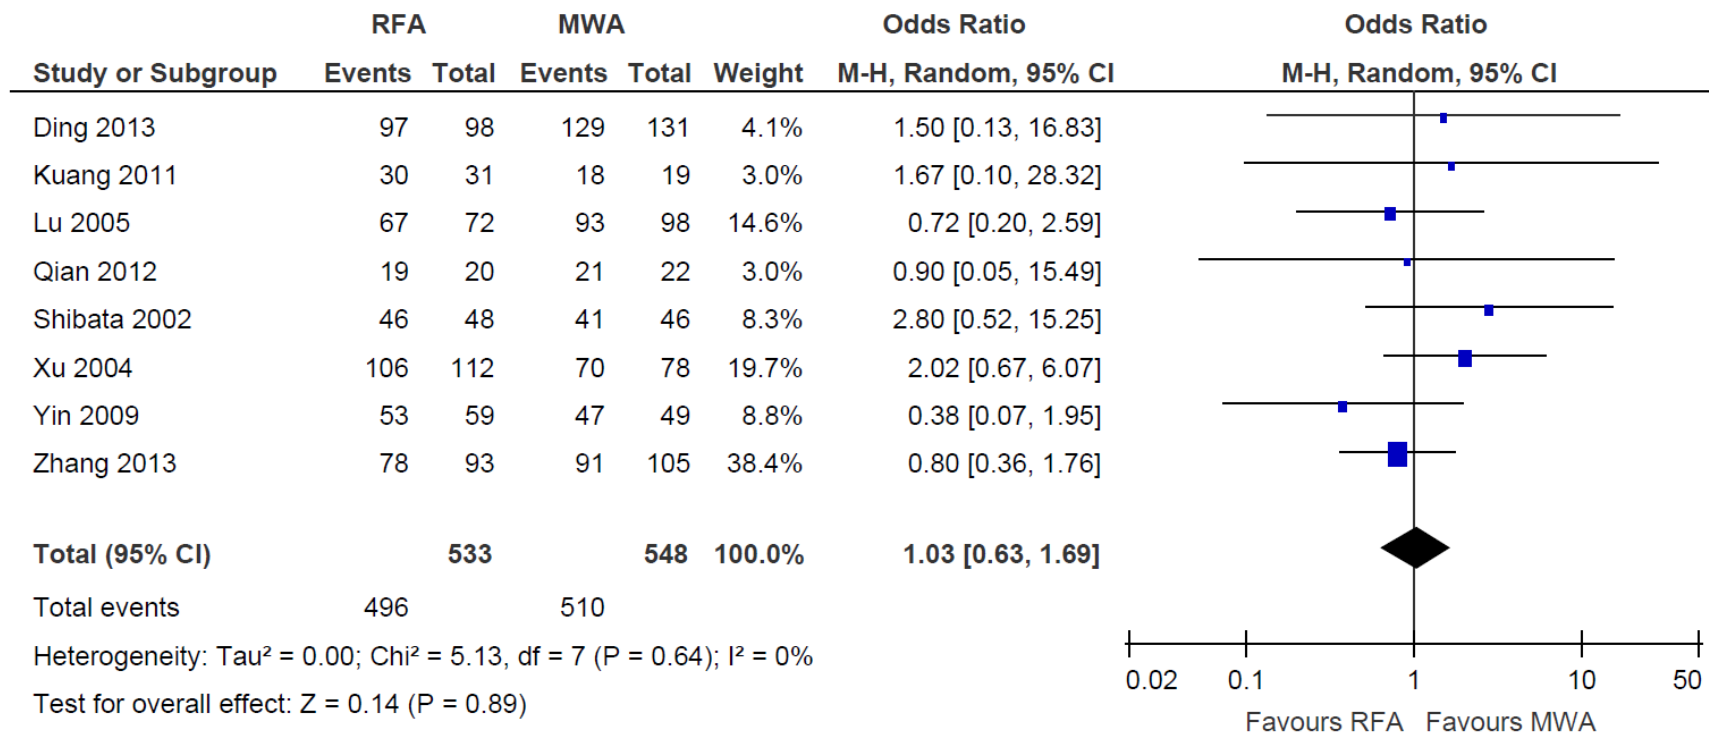 RFA MWA Odds Ratio Odds Ratio
Study or Subgroup Events Total Events Total Weight M-H, Random, 95% CI M-H, Random, 95% CI
Ding 2013 97 98 129 131 4.1% 1.50 [0.13, 16.83]
Kuang 2011 30 31 18 19 3.0% 1.67 [0.10, 28.32]
Lu 2005 67 72 93 98 14.6% 0.72 [0.20, 2.59]
Qian 2012 19 20 21 22 3.0% 0.90 [0.05, 15.49]
Shibata 2002 46 48 41 46 8.3% 2.80 [0.52, 15.25]
Xu 2004 106 112 70 78 19.7% 2.02 [0.67, 6.07]
Yin 2009 53 59 47 49 8.8% 0.38 [0.07, 1.95]
Zhang 2013 78 93 91 105 38.4% 0.80 [0.36, 1.76]
Total (95% CI) 533 548 100.0% 1.03 [0.63, 1.69]
Total events 496 510
Heterogeneity: Tau² = 0.00; Chi² = 5.13, df = 7 (P = 0.64); I² = 0%
Test for overall effect: Z = 0.14 (P = 0.89)
0.02 0.1 1 10 50
Favours RFA Favours MWA